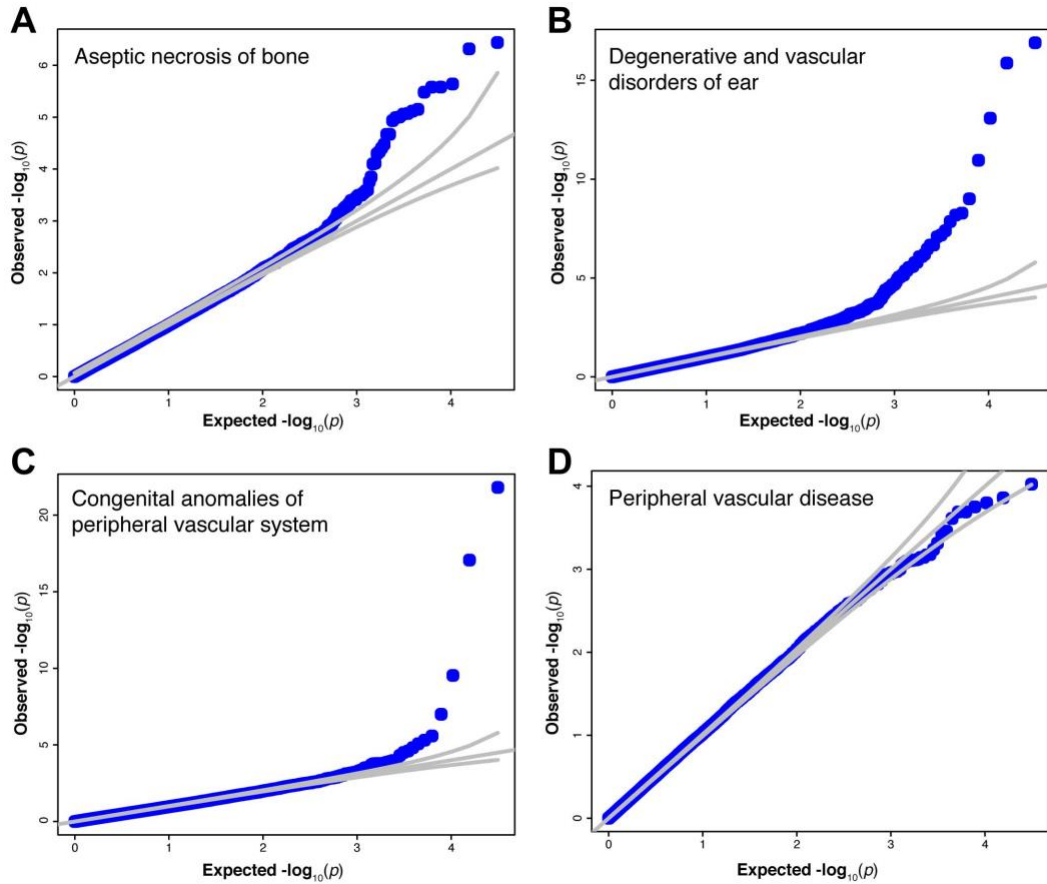 A
Aseptic necrosis of bone
Observed -log₁₀(p)
6
5
4
3
2
1
0
0 1 2 3 4
Expected -log₁₀(p)
B
Degenerative and vascular
disorders of ear
Observed -log₁₀(p)
15
10
5
0
0 1 2 3 4
Expected -log₁₀(p)
C
Congenital anomalies of
peripheral vascular system
Observed -log₁₀(p)
20
15
10
5
0
0 1 2 3 4
Expected -log₁₀(p)
D
Peripheral vascular disease
Observed -log₁₀(p)
4
3
2
1
0
0 1 2 3 4
Expected -log₁₀(p)